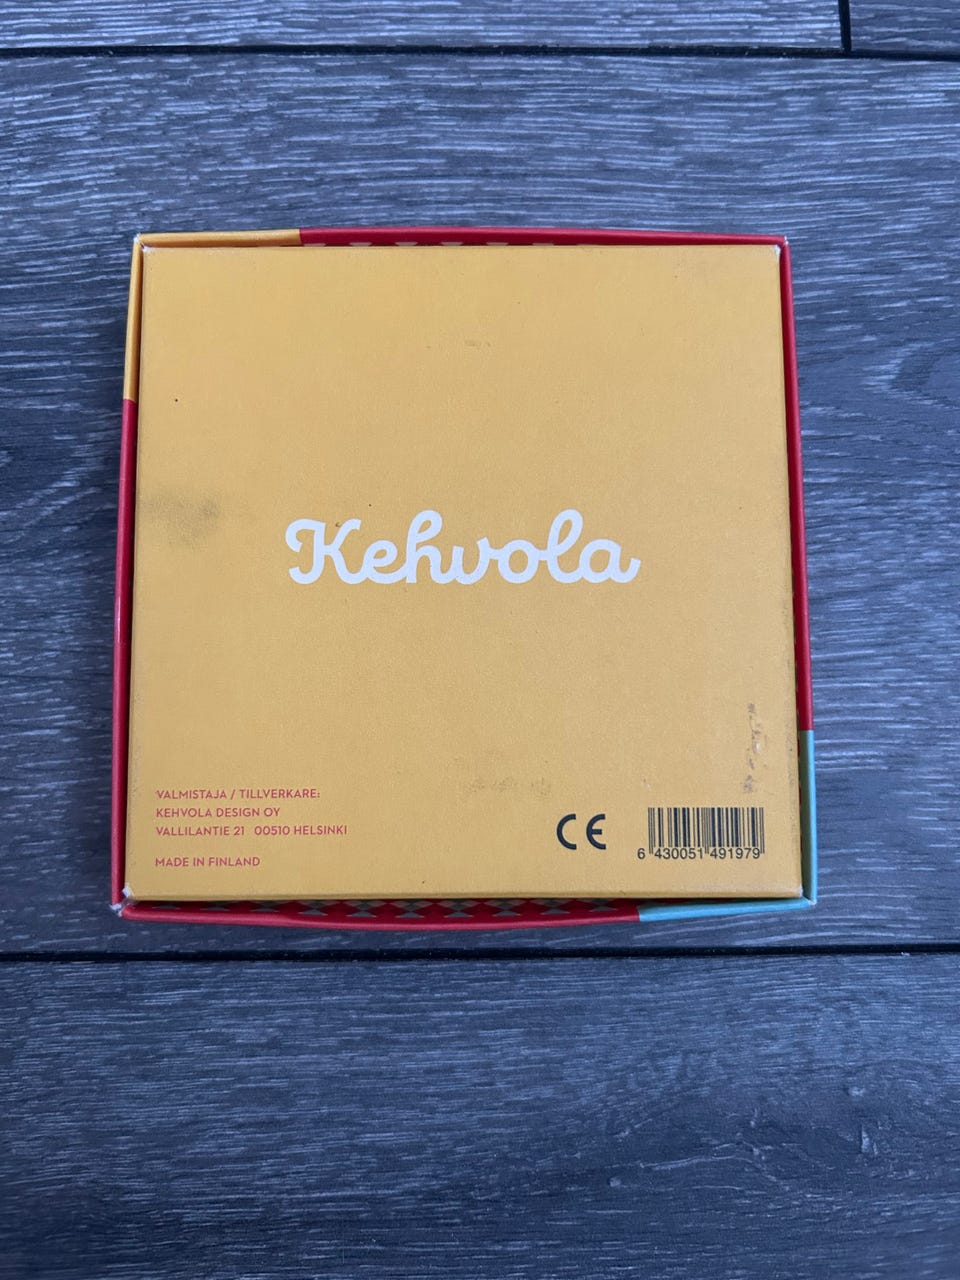 Kehvola
VALMISTAJA / TILLVERKARE:
KEHVOLA DESIGN OY
VALLILANTIE 21 00510 HELSINKI
MADE IN FINLAND
CE
6 430051 491979